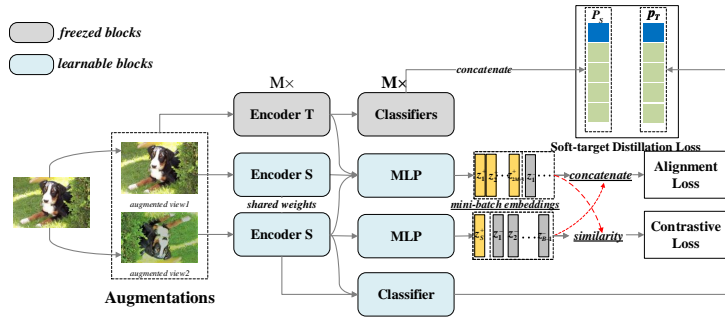 freezed blocks
learnable blocks
M×
M×
P_S
p_T
concatenate
Encoder T
Classifiers
Soft-target Distillation Loss
Encoder S
MLP
augmented view1
shared weights
mini-batch embeddings
concatenate
Alignment
Loss
Encoder S
MLP
similarity
Contrastive
Loss
augmented view2
Augmentations
Classifier